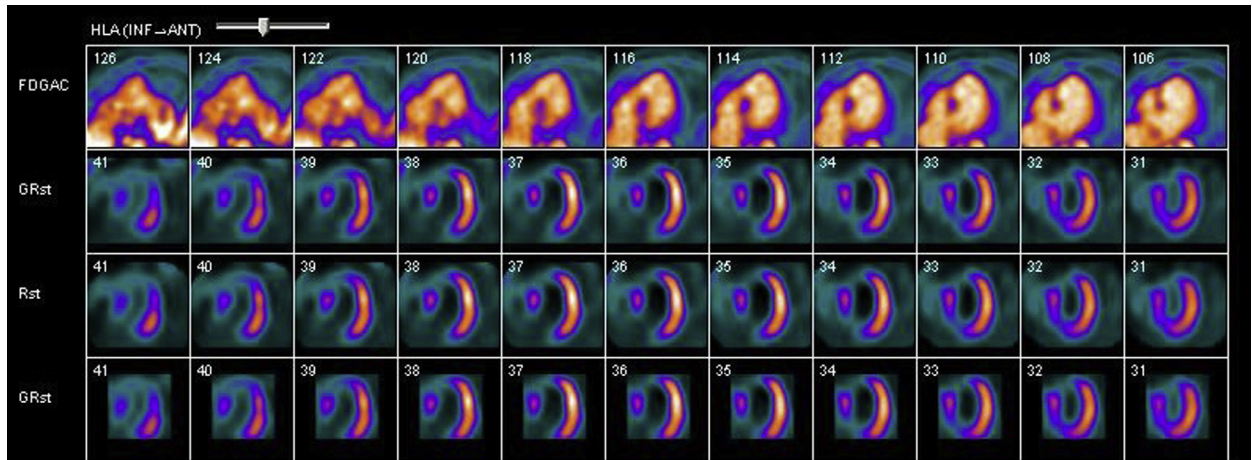 HLA (INF→ANT)
FDGAC 126 124 122 120 118 116 114 112 110 108 106
GRst 41 40 39 38 37 36 35 34 33 32 31
Rst 41 40 39 38 37 36 35 34 33 32 31
GRst 41 40 39 38 37 36 35 34 33 32 31